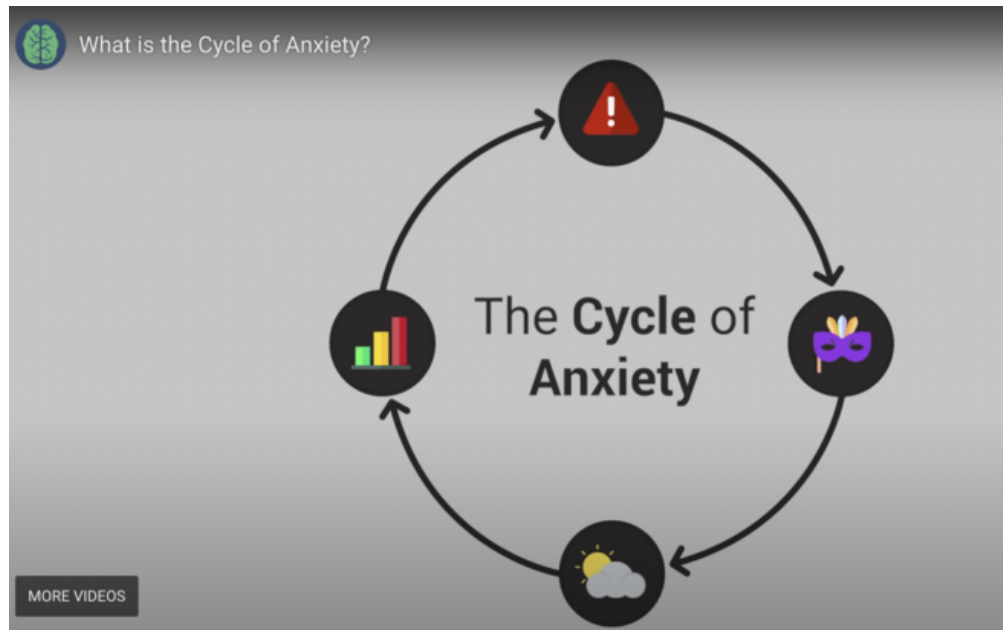 What is the Cycle of Anxiety?
The Cycle of
Anxiety
MORE VIDEOS